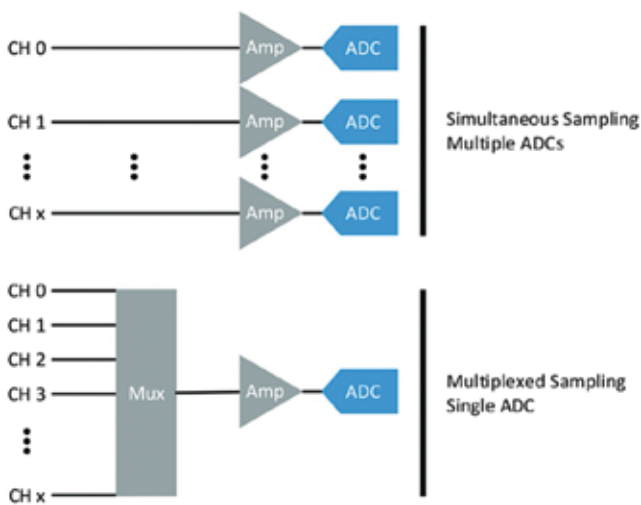 CH 0
Amp
ADC
CH 1
Amp
ADC
Simultaneous Sampling
Multiple ADCs
CH x
Amp
ADC
CH 0
CH 1
CH 2
CH 3
Mux
Amp
ADC
Multiplexed Sampling
Single ADC
CH x